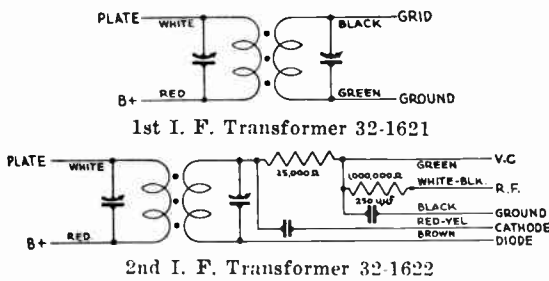 PLATE WHITE BLACK GRID
B+ RED GREEN GROUND
1st I. F. Transformer 32-1621
PLATE WHITE 25,000Ω GREEN V.C
1,000,000Ω WHITE-BLK. R.F.
250 μμf BLACK GROUND
RED-YEL CATHODE
B+ RED BROWN DIODE
2nd I. F. Transformer 32-1622